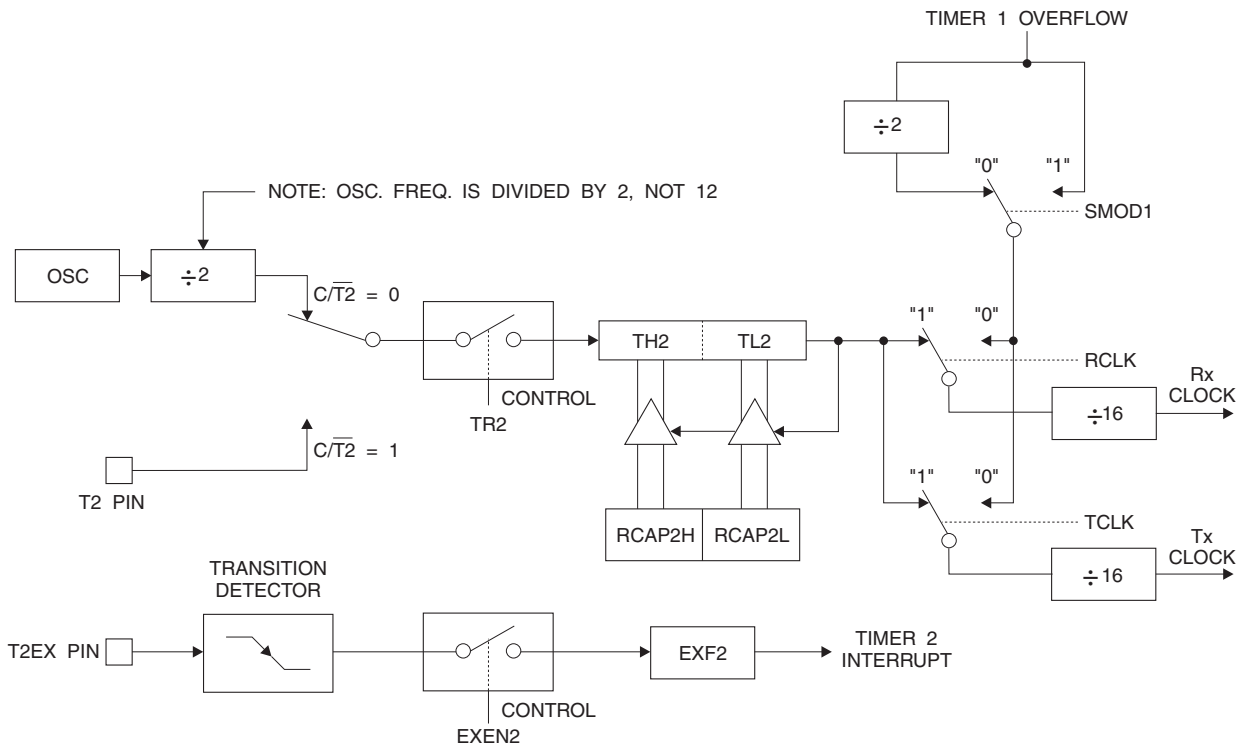 TIMER 1 OVERFLOW
÷2
"0" "1"
NOTE: OSC. FREQ. IS DIVIDED BY 2, NOT 12
SMOD1
OSC
÷2
C/T2̅ = 0
"1" "0"
TH2 TL2
RCLK
Rx
CLOCK
CONTROL
TR2
÷16
C/T2̅ = 1
T2 PIN
"1" "0"
RCAP2H RCAP2L
TCLK
Tx
CLOCK
÷16
TRANSITION
DETECTOR
T2EX PIN
EXF2
TIMER 2
INTERRUPT
CONTROL
EXEN2